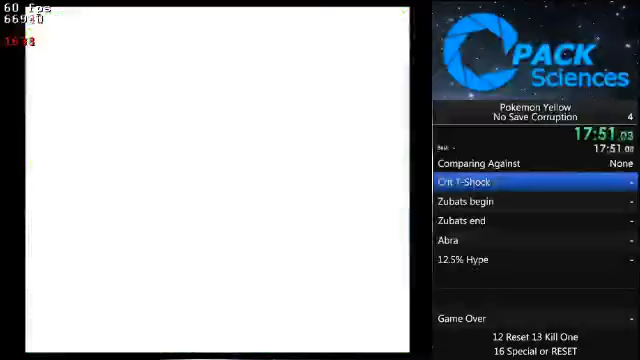 60 fps
PACK
Sciences
Pokemon Yellow
No Save Corruption 4
17:51.03
17:51.03
Comparing Against None
Crit T-Shock -
Zubats begin -
Zubats end -
Abra -
12.5% Hype -
Game Over -
12 Reset 13 Kill One
16 Special or RESET